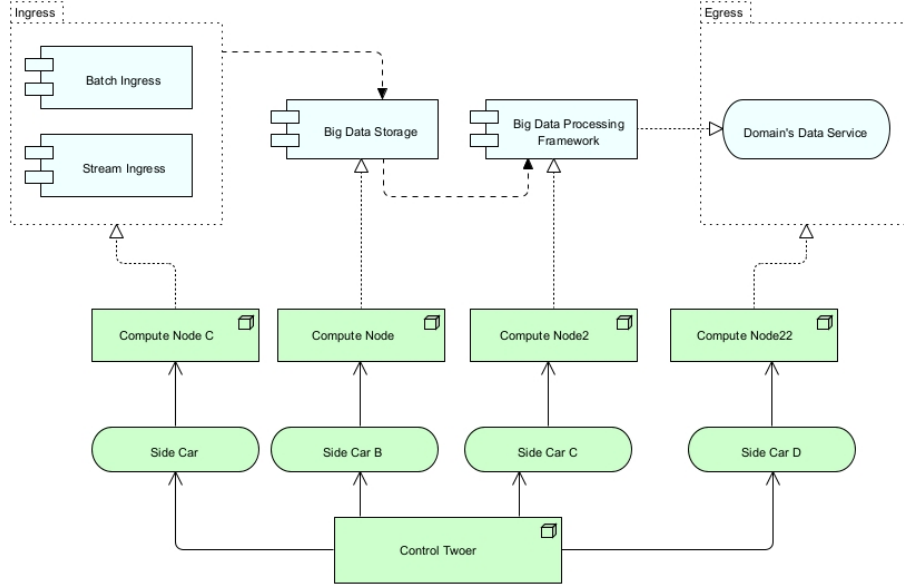 Ingress
Egress
Batch Ingress
Stream Ingress
Big Data Storage
Big Data Processing
Framework
Domain's Data Service
Compute Node C
Compute Node
Compute Node2
Compute Node22
Side Car
Side Car B
Side Car C
Side Car D
Control Twoer